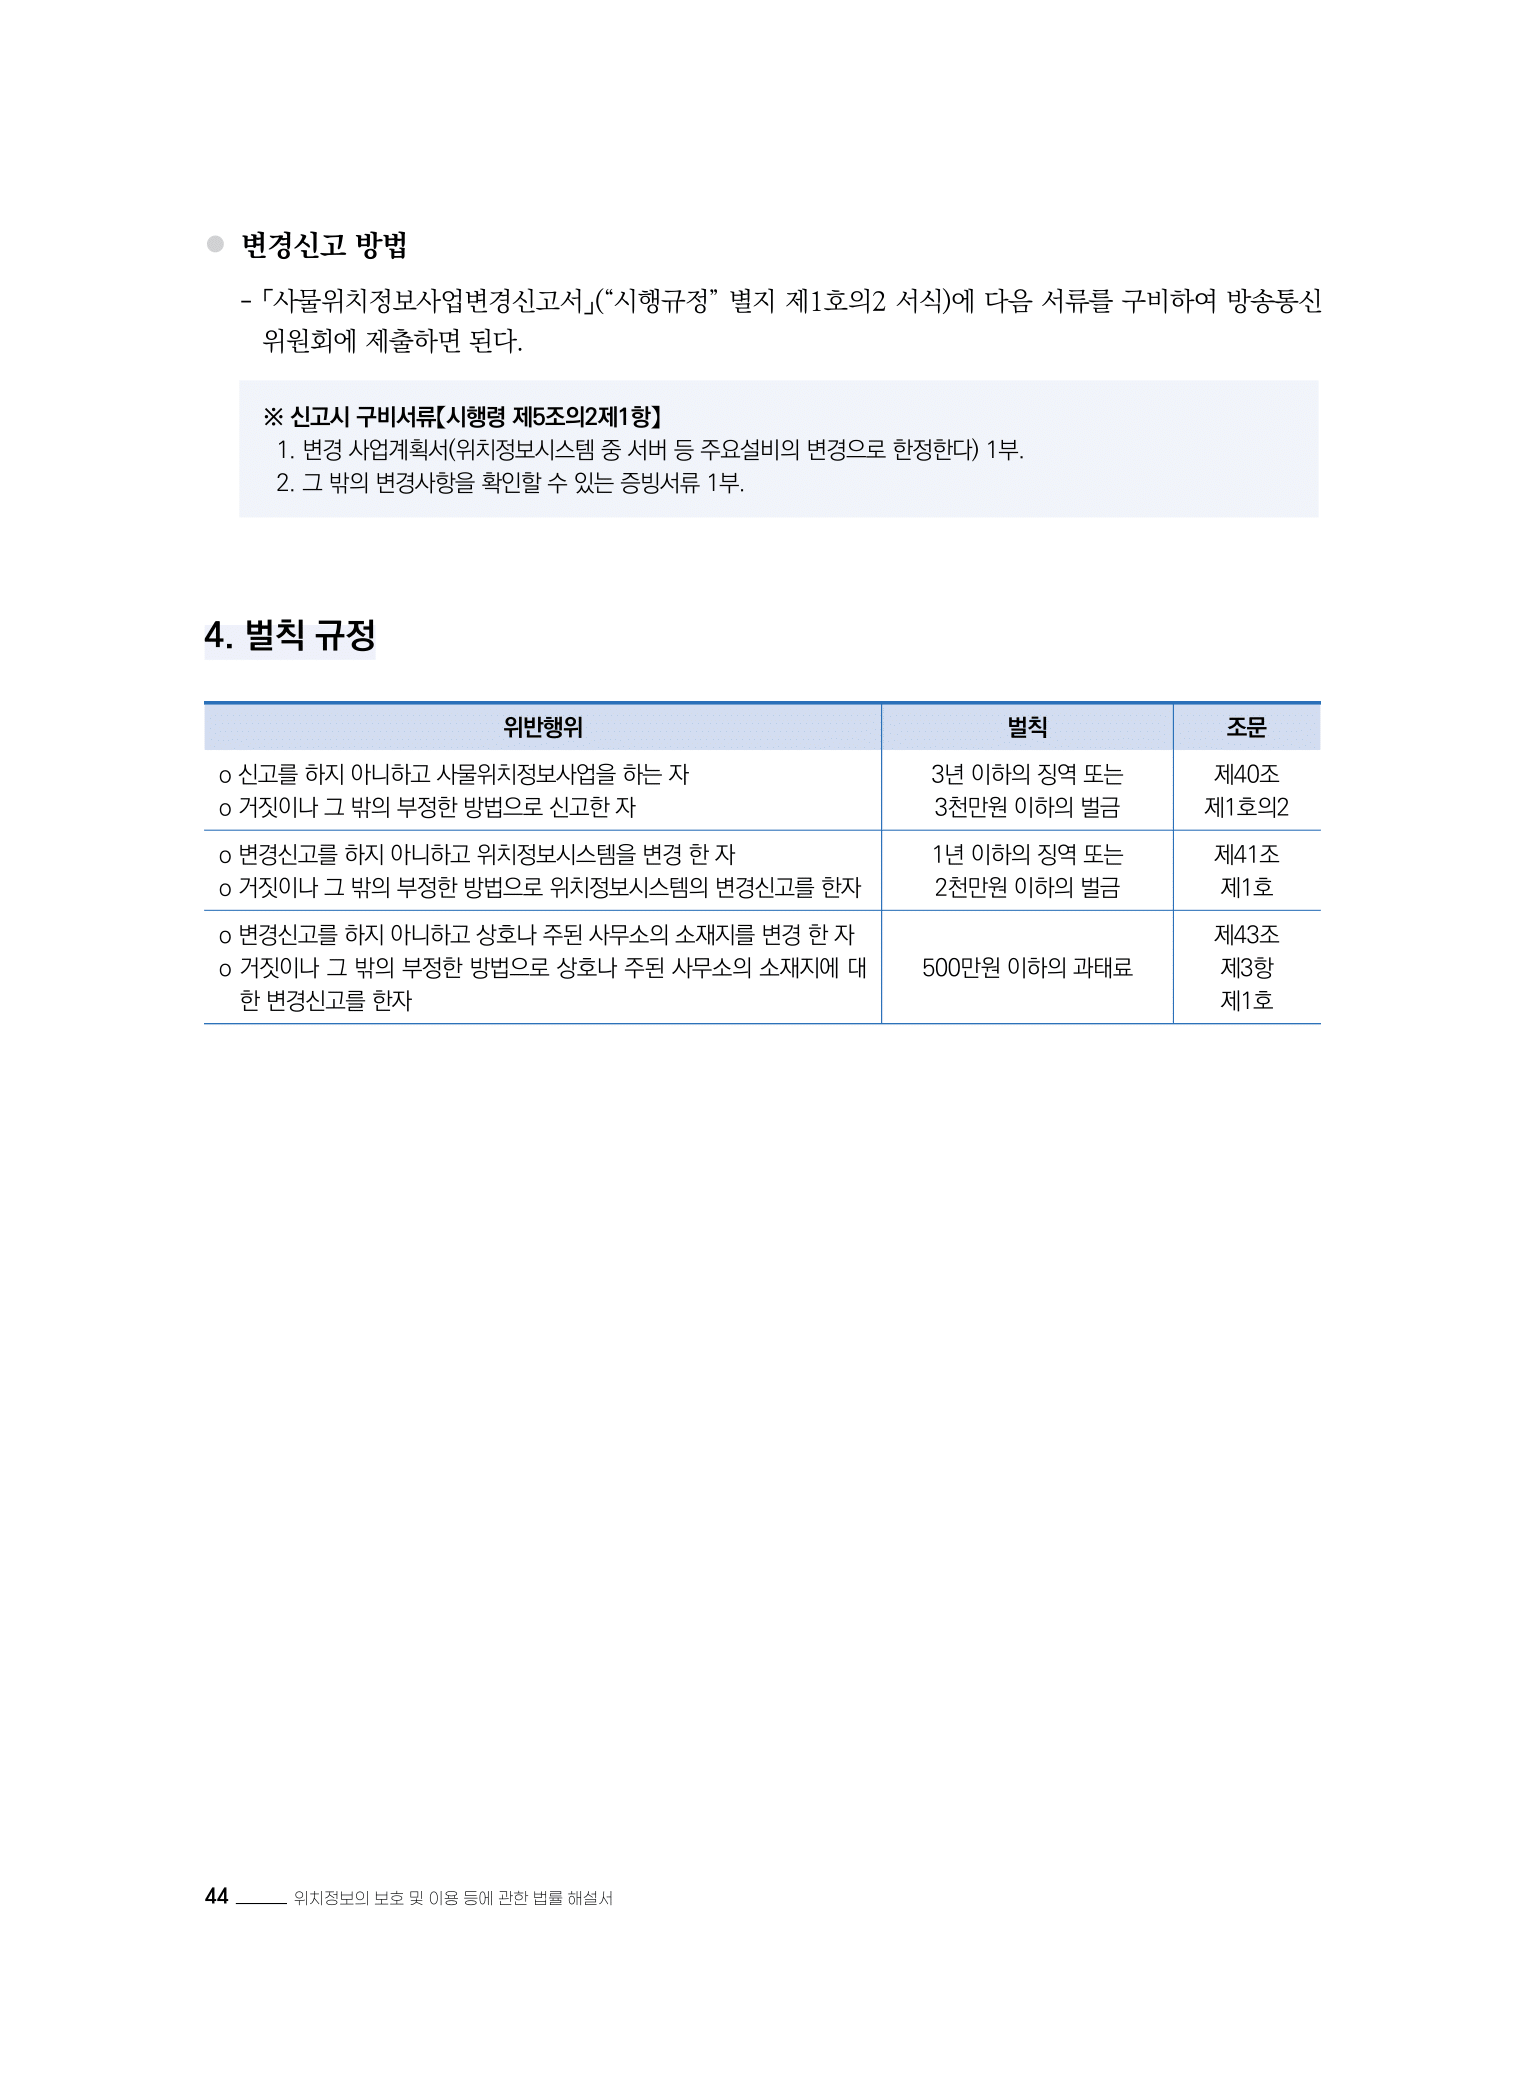 ● 변경신고 방법
- 「사물위치정보사업변경신고서」(“시행규정” 별지 제1호의2 서식)에 다음 서류를 구비하여 방송통신
위원회에 제출하면 된다.
※ 신고시 구비서류【시행령 제5조의2제1항】
1. 변경 사업계획서(위치정보시스템 중 서버 등 주요설비의 변경으로 한정한다) 1부.
2. 그 밖의 변경사항을 확인할 수 있는 증빙서류 1부.
4. 벌칙 규정
위반행위 벌칙 조문
o 신고를 하지 아니하고 사물위치정보사업을 하는 자 3년 이하의 징역 또는 제40조
o 거짓이나 그 밖의 부정한 방법으로 신고한 자 3천만원 이하의 벌금 제1호의2
o 변경신고를 하지 아니하고 위치정보시스템을 변경 한 자 1년 이하의 징역 또는 제41조
o 거짓이나 그 밖의 부정한 방법으로 위치정보시스템의 변경신고를 한자 2천만원 이하의 벌금 제1호
o 변경신고를 하지 아니하고 상호나 주된 사무소의 소재지를 변경 한 자 제43조
o 거짓이나 그 밖의 부정한 방법으로 상호나 주된 사무소의 소재지에 대 500만원 이하의 과태료 제3항
한 변경신고를 한자 제1호
44 위치정보의 보호 및 이용 등에 관한 법률 해설서